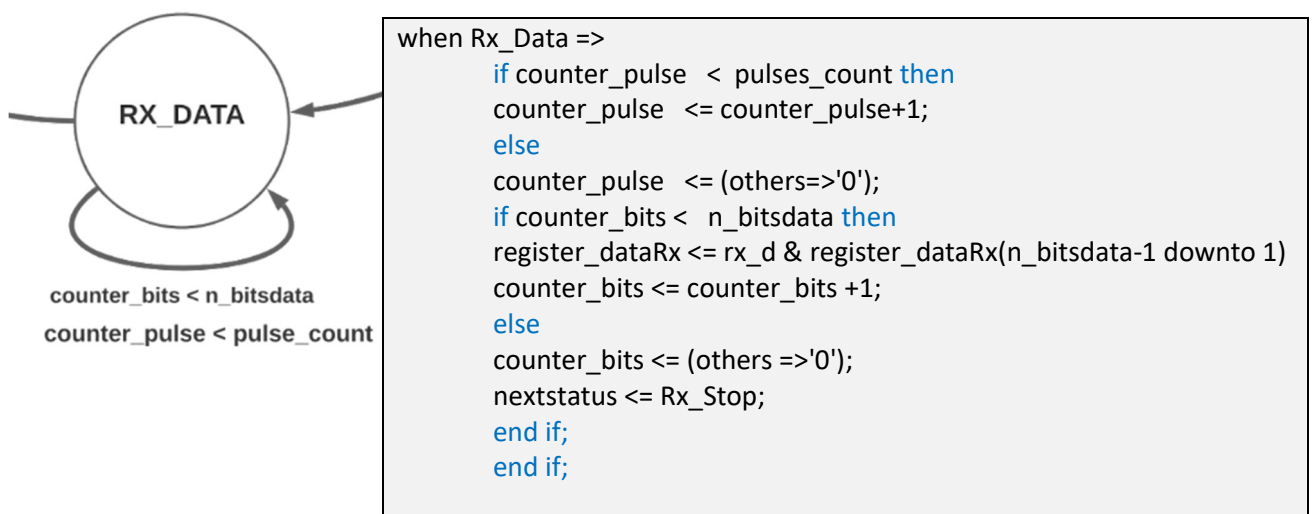 RX_DATA
counter_bits < n_bitsdata
counter_pulse < pulse_count
when Rx_Data =>
if counter_pulse < pulses_count then
counter_pulse <= counter_pulse+1;
else
counter_pulse <= (others=>'0');
if counter_bits < n_bitsdata then
register_dataRx <= rx_d & register_dataRx(n_bitsdata-1 downto 1)
counter_bits <= counter_bits +1;
else
counter_bits <= (others =>'0');
nextstatus <= Rx_Stop;
end if;
end if;